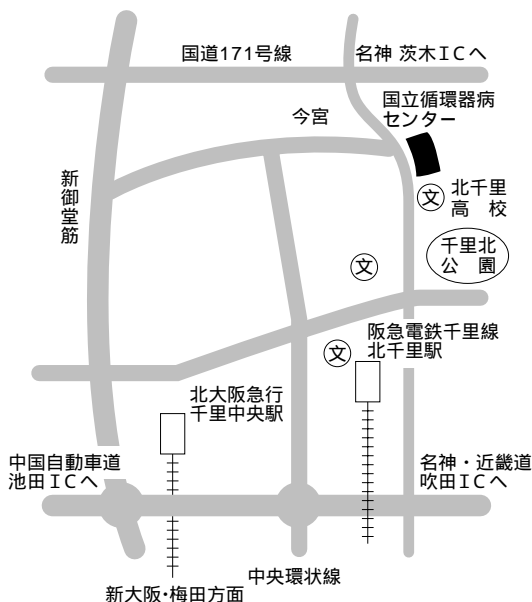 国道171号線
名神 茨木ICへ
国立循環器病
センター
今宮
新御堂筋
文
北千里
高　校
千里北
公　園
文
阪急電鉄千里線
北千里駅
文
北大阪急行
千里中央駅
中国自動車道
池田ICへ
名神・近畿道
吹田ICへ
中央環状線
新大阪・梅田方面